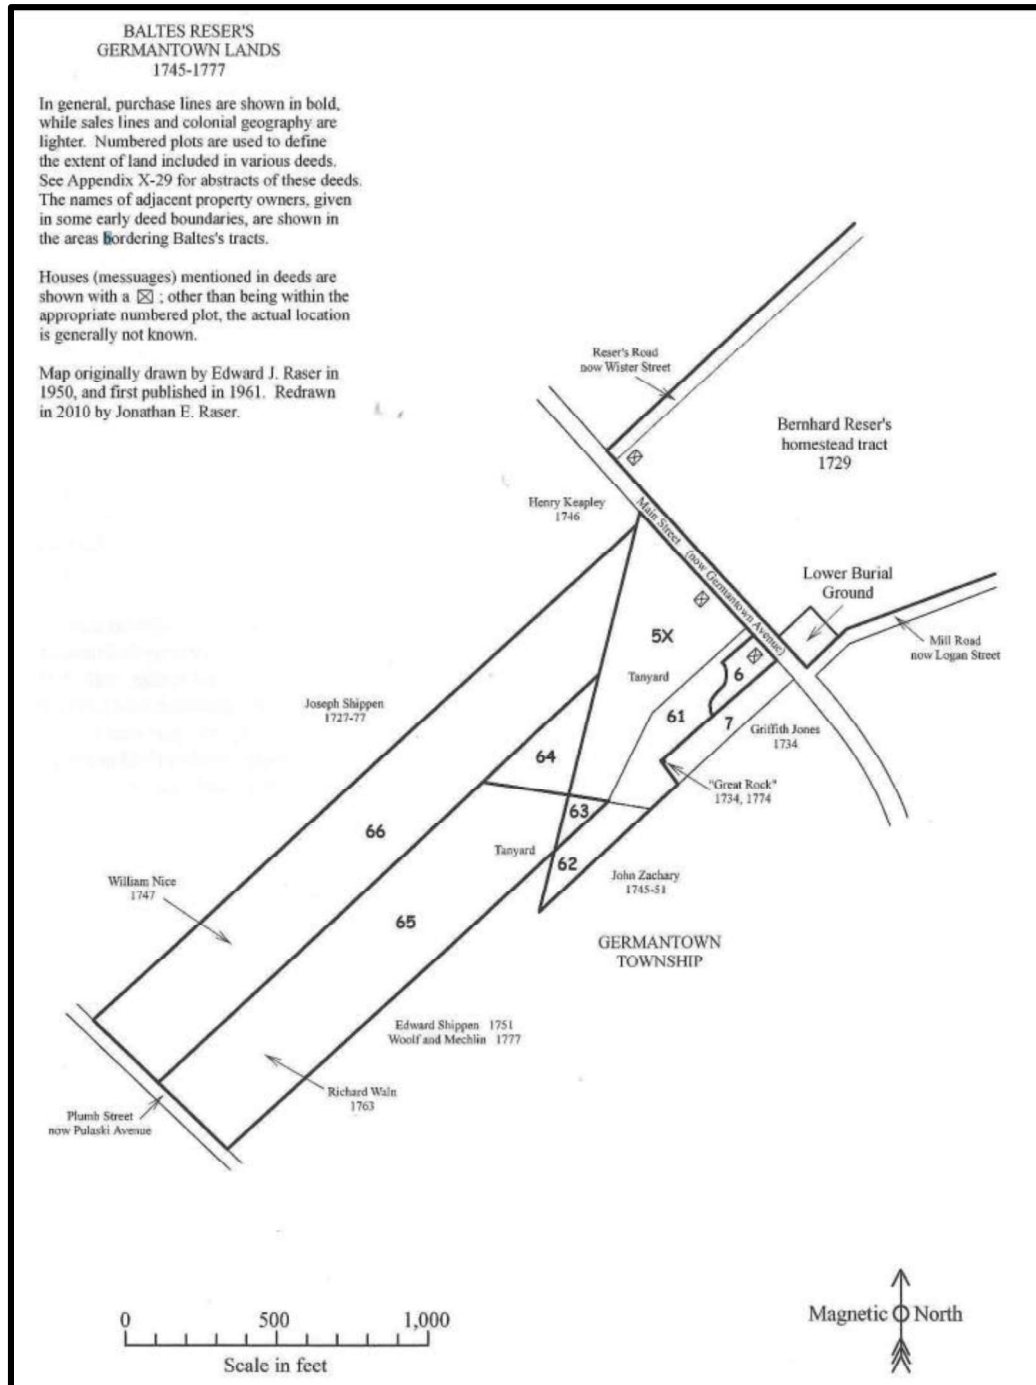 BALTES RESER'S
GERMANTOWN LANDS
1745-1777
In general, purchase lines are shown in bold,
while sales lines and colonial geography are
lighter. Numbered plots are used to define
the extent of land included in various deeds.
See Appendix X-29 for abstracts of these deeds.
The names of adjacent property owners, given
in some early deed boundaries, are shown in
the areas bordering Baltes's tracts.
Houses (messuages) mentioned in deeds are
shown with a ☒ ; other than being within the
appropriate numbered plot, the actual location
is generally not known.
Map originally drawn by Edward J. Raser in
1950, and first published in 1961. Redrawn
in 2010 by Jonathan E. Raser.
Reser's Road
now Wister Street
Bernhard Reser's
homestead tract
1729
Henry Keapley
1746
Main Street (now Germantown Avenue)
Lower Burial
Ground
Mill Road
now Logan Street
5X
Tanyard
6
61
7
Griffith Jones
1734
Joseph Shippen
1727-77
64
"Great Rock"
1734, 1774
63
66
Tanyard
62
John Zachary
1745-51
William Nice
1747
65
GERMANTOWN
TOWNSHIP
Edward Shippen 1751
Woolf and Mechlin 1777
Richard Waln
1763
Plumb Street
now Pulaski Avenue
0 500 1,000
Scale in feet
Magnetic North